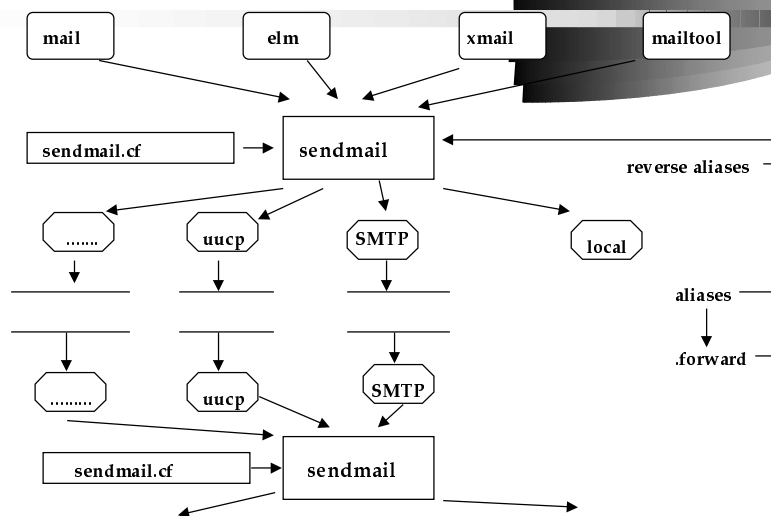 mail
elm
xmail
mailtool
sendmail.cf
sendmail
reverse aliases
.......
uucp
SMTP
local
aliases
.forward
.........
uucp
SMTP
sendmail.cf
sendmail